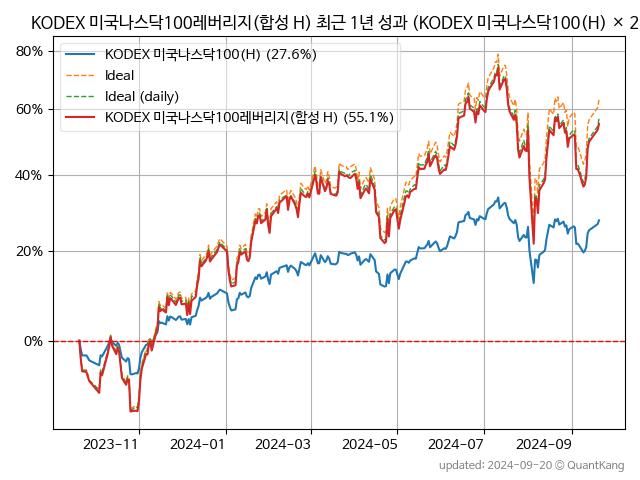 KODEX 미국나스닥100레버리지(합성 H) 최근 1년 성과 (KODEX 미국나스닥100(H) × 2
80%
60%
40%
20%
0%
KODEX 미국나스닥100(H) (27.6%)
Ideal
Ideal (daily)
KODEX 미국나스닥100레버리지(합성 H) (55.1%)
2023-11 2024-01 2024-03 2024-05 2024-07 2024-09
updated: 2024-09-20 © QuantKang